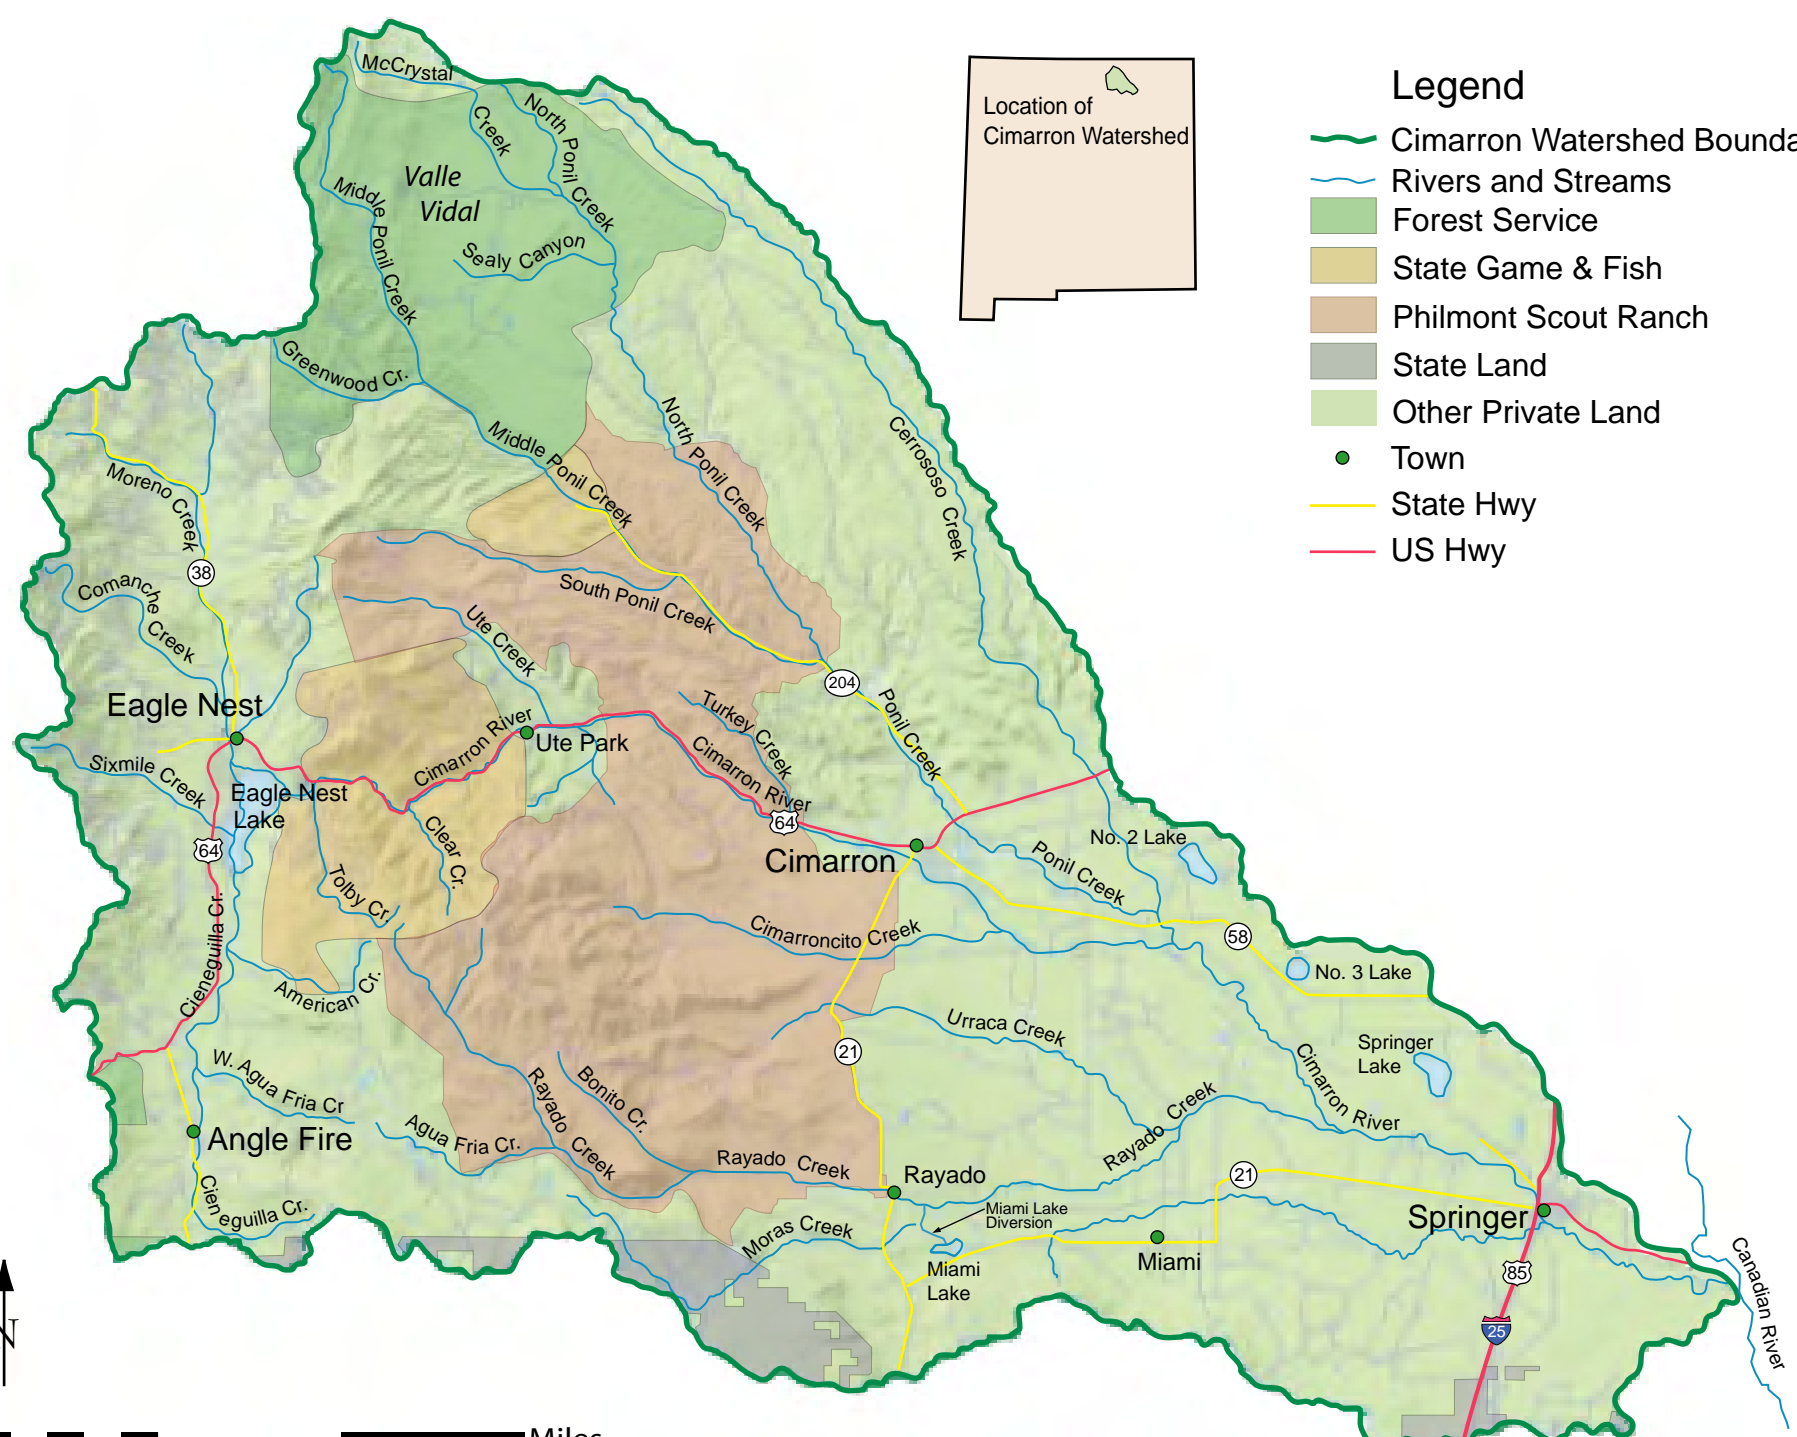 McCrystal
Creek
North Ponil Creek
Valle
Vidal
Middle Ponil Creek
Sealy Canyon
Greenwood Cr.
Location of
Cimarron Watershed
Legend
Cimarron Watershed Bounda
Rivers and Streams
Forest Service
State Game & Fish
Philmont Scout Ranch
State Land
Other Private Land
Town
State Hwy
US Hwy
Moreno Creek
38
Comanche
Creek
Middle Ponil Creek
North Ponil Creek
Cerrososo Creek
South Ponil Creek
Ute Creek
204
Ponil Creek
Eagle Nest
Sixmile Creek
Eagle Nest
Lake
64
Cimarron River
Ute Park
Turkey Creek
Cimarron River
64
Cimarron
Clear Cr.
Tolby Cr.
No. 2 Lake
Ponil Creek
58
No. 3 Lake
Cimarroncito Creek
Cieneguilla Cr.
American Cr.
Urraca Creek
21
Springer
Lake
Cimarron River
W. Agua Fria Cr
Angle Fire
Agua Fria Cr.
Rayado Creek
Bonito Cr.
Rayado Creek
Rayado
Rayado Creek
21
Cieneguilla Cr.
Moras Creek
Miami Lake
Diversion
Miami
Lake
Miami
Springer
85
25
Canadian River
N
Miles